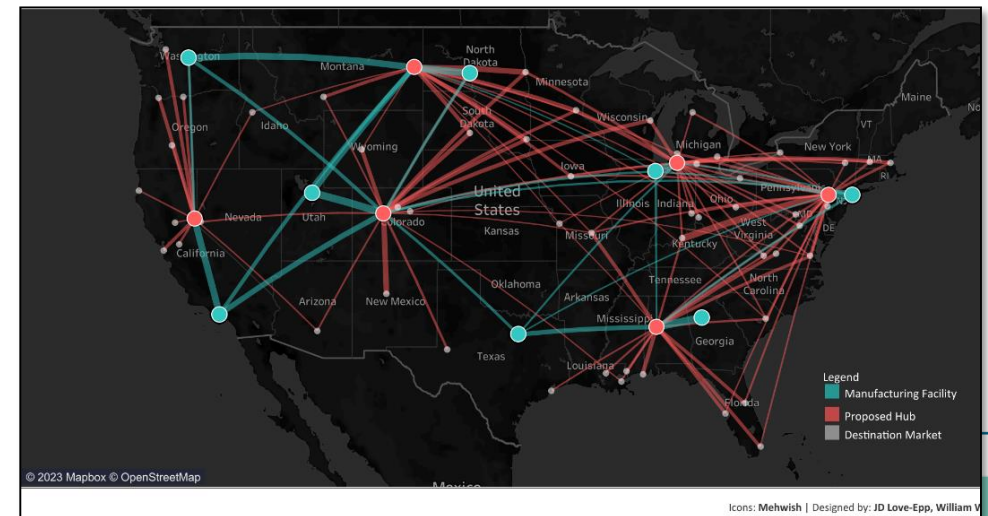 North
Dakota
Washington
Montana
Minnesota
Maine
South
Dakota
Wisconsin
VT
Oregon
Idaho
Michigan
New York
MA
Wyoming
Iowa
RI
United
States
Pennsylvania
Nevada
Utah
Colorado
Illinois
Indiana
Ohio
MD
DE
West
Virginia
Kansas
Missouri
Kentucky
California
Tennessee
North
Carolina
Oklahoma
Arizona
New Mexico
Arkansas
Mississippi
Georgia
Texas
Louisiana
Legend
Manufacturing Facility
Florida
Proposed Hub
Destination Market
© 2023 Mapbox © OpenStreetMap
Mexico
Icons: Mehwish | Designed by: JD Love-Epp, William W